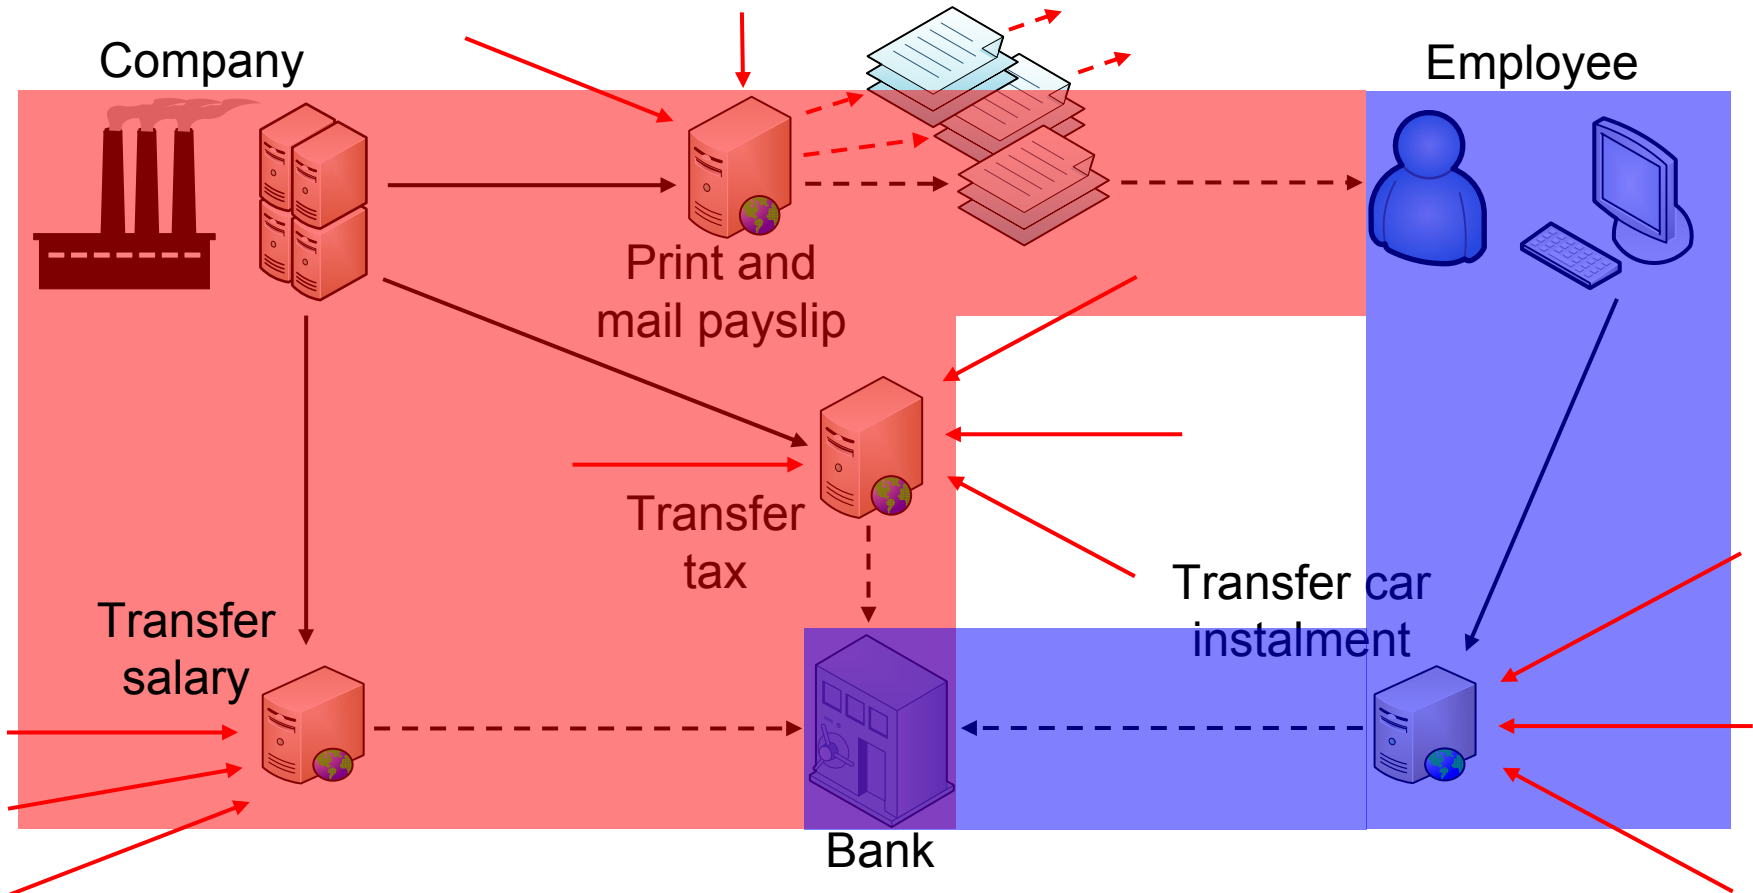 Company
Employee
Print and
mail payslip
Transfer
tax
Transfer car
instalment
Transfer
salary
Bank